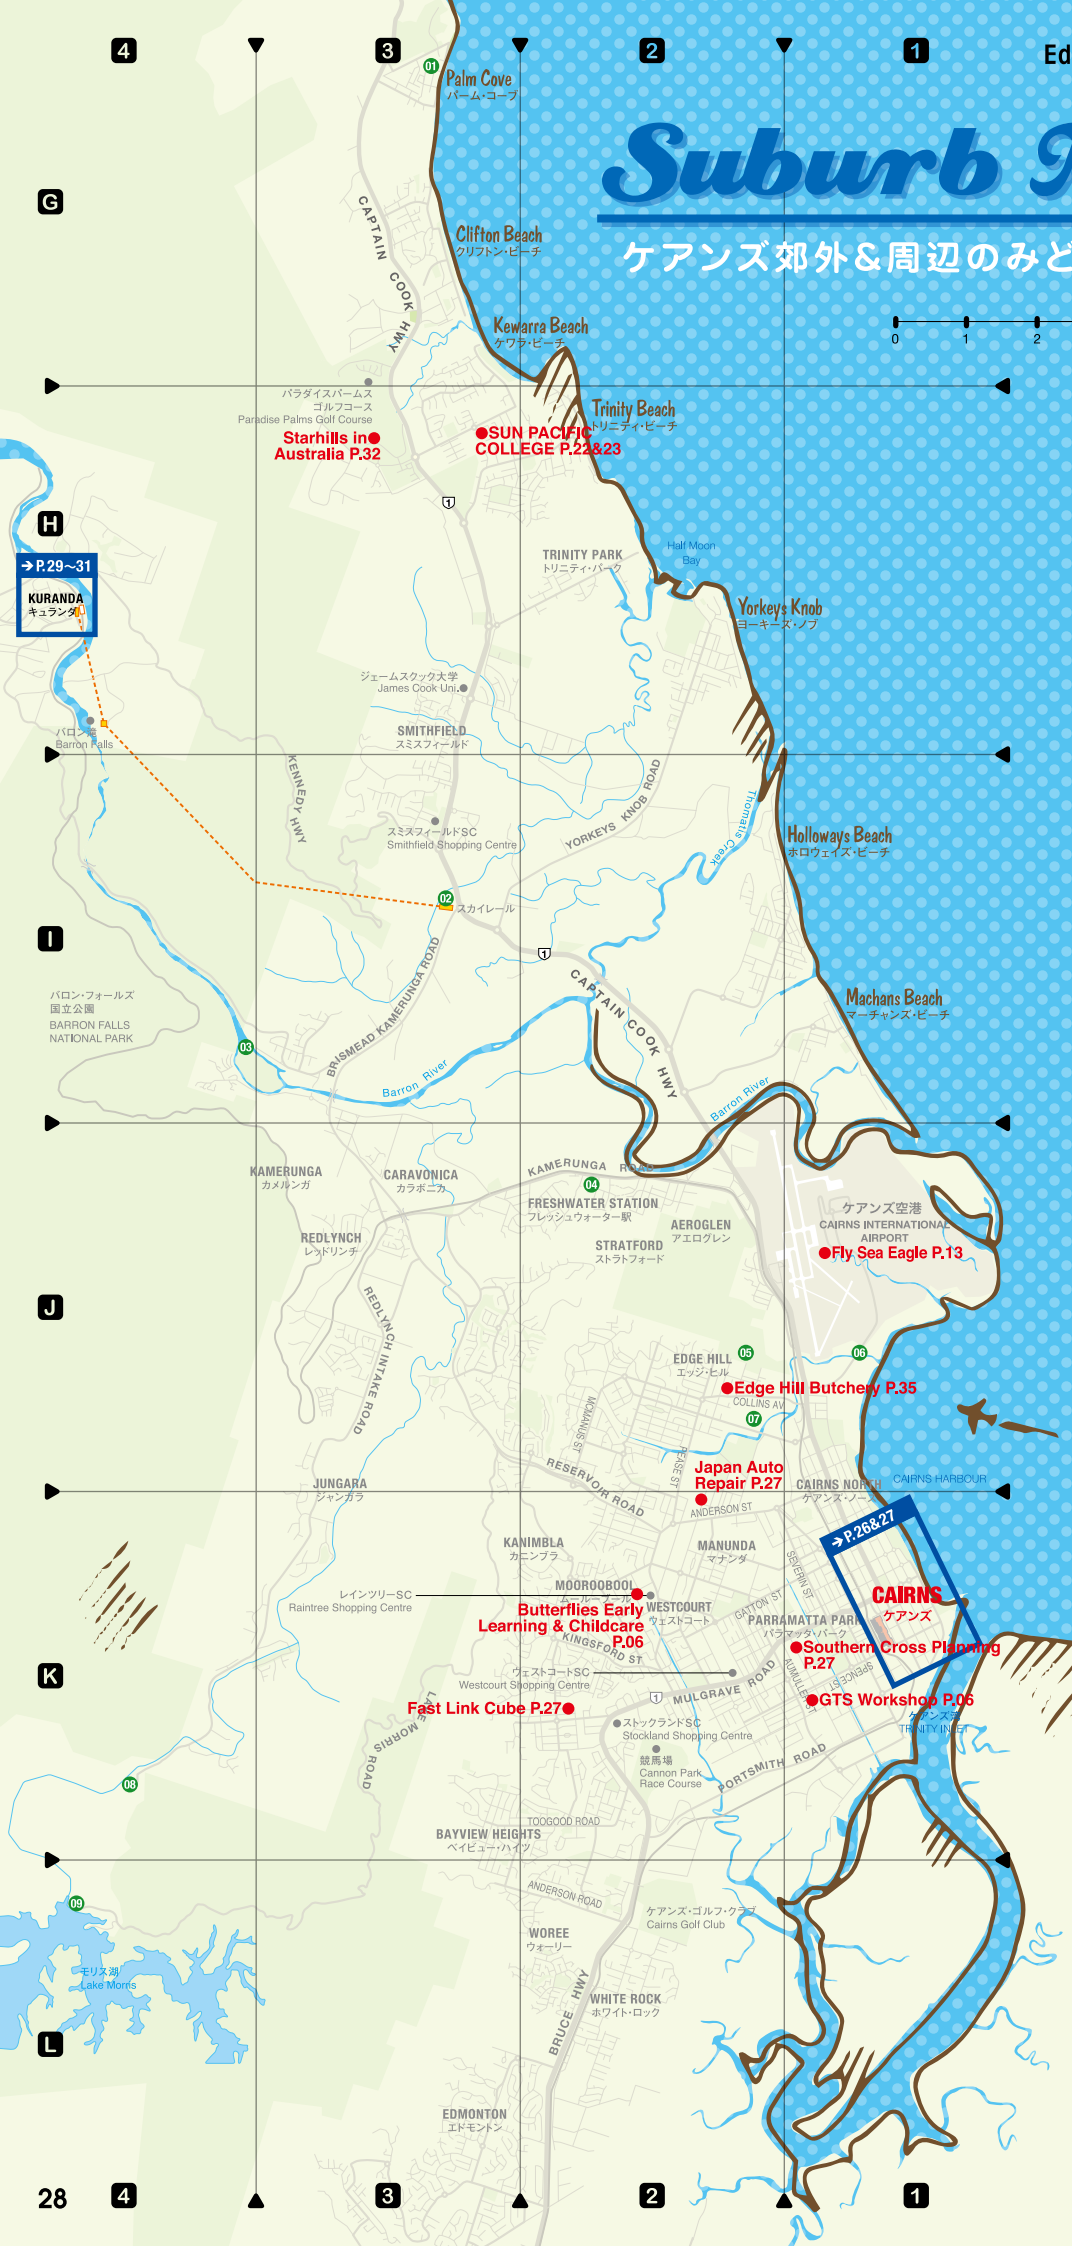 4
3
2
1
Ed
01
Palm Cove
パーム・コーブ
Suburb
ケアンズ郊外&周辺のみど
G
CAPTAIN COOK HWY
Clifton Beach
クリフトン・ビーチ
Kewarra Beach
ケワラ・ビーチ
0 1 2
パラダイスパームス
ゴルフコース
Paradise Palms Golf Course
Starhills in
Australia P.32
SUN PACIFIC
COLLEGE P.22&23
Trinity Beach
トリニティ・ビーチ
1
H
TRINITY PARK
トリニティ・パーク
Half Moon
Bay
→P.29〜31
KURANDA
キュランダ
Yorkeys Knob
ヨーキーズ・ノブ
ジェームスクック大学
James Cook Uni.
バロン滝
Barron Falls
SMITHFIELD
スミスフィールド
KENNEDY HWY
YORKEYS KNOB ROAD
Thomatis Creek
スミスフィールドSC
Smithfield Shopping Centre
Holloways Beach
ホロウェイズ・ビーチ
02
スカイレール
I
1
BRISMEAD KAMERUNGA ROAD
CAPTAIN COOK HWY
バロン・フォールズ
国立公園
BARRON FALLS
NATIONAL PARK
Machans Beach
マーチャンズ・ビーチ
03
Barron River
Barron River
KAMERUNGA
カメルンガ
CARAVONICA
カラボニカ
KAMERUNGA ROAD
04
FRESHWATER STATION
フレッシュウォーター駅
AEROGLEN
アエログレン
ケアンズ空港
CAIRNS INTERNATIONAL
AIRPORT
Fly Sea Eagle P.13
REDLYNCH
レッドリンチ
STRATFORD
ストラトフォード
J
REDLYNCH INTAKE ROAD
EDGE HILL
エッジ・ヒル
05
06
Edge Hill Butchery P.35
COLLINS AV
07
MCMANUS ST
PEASE ST
RESERVOIR ROAD
Japan Auto
Repair P.27
JUNGARA
ジャンガラ
CAIRNS NORTH
ケアンズ・ノース
CAIRNS HARBOUR
ANDERSON ST
→P.26&27
KANIMBLA
カニンブラ
MANUNDA
マナンダ
SEVERIN ST
レインツリーSC
Raintree Shopping Centre
MOOROOBOOL
ムールーブール
WESTCOURT
ウェストコート
GATTON ST
CAIRNS
ケアンズ
Butterflies Early
Learning & Childcare
P.06
PARRAMATTA PARK
パラマッタ・パーク
KINGSFORD ST
Southern Cross Planning
P.27
K
ウェストコートSC
Westcourt Shopping Centre
MULGRAVE ROAD
AUMULLER ST
SPENCE ST
1
Fast Link Cube P.27
GTS Workshop P.06
ケアンズ湾
TRINITY INLET
LAKE MORRIS ROAD
ストックランドSC
Stockland Shopping Centre
競馬場
Cannon Park
Race Course
PORTSMITH ROAD
08
TOOGOOD ROAD
BAYVIEW HEIGHTS
ベイビュー・ハイツ
ANDERSON ROAD
09
ケアンズ・ゴルフ・クラブ
Cairns Golf Club
WOREE
ウォーリー
モリス湖
Lake Morris
WHITE ROCK
ホワイト・ロック
BRUCE HWY
L
EDMONTON
エドモントン
28
4
3
2
1